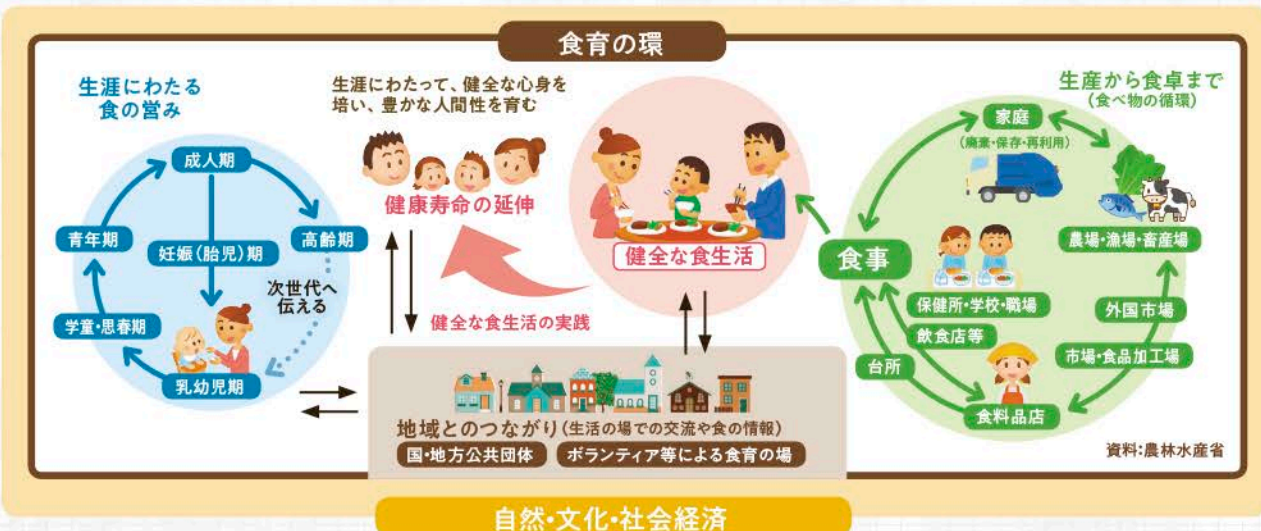 食育の環
生涯にわたる
食の営み
成人期
青年期
妊娠(胎児)期
高齢期
次世代へ
伝える
学童・思春期
乳幼児期
生涯にわたって、健全な心身を
培い、豊かな人間性を育む
健康寿命の延伸
健全な食生活
健全な食生活の実践
地域とのつながり(生活の場での交流や食の情報)
国・地方公共団体
ボランティア等による食育の場
生産から食卓まで
(食べ物の循環)
家庭
(廃棄・保存・再利用)
農場・漁場・畜産場
食事
保健所・学校・職場
外国市場
飲食店等
市場・食品加工場
台所
食料品店
資料:農林水産省
自然・文化・社会経済